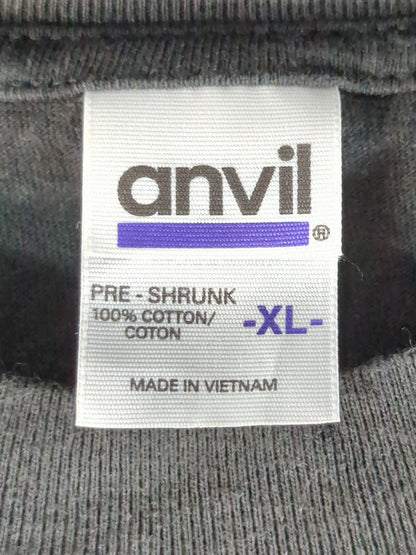 anvil®
PRE - SHRUNK
100% COTTON/
COTON
-XL-
MADE IN VIETNAM